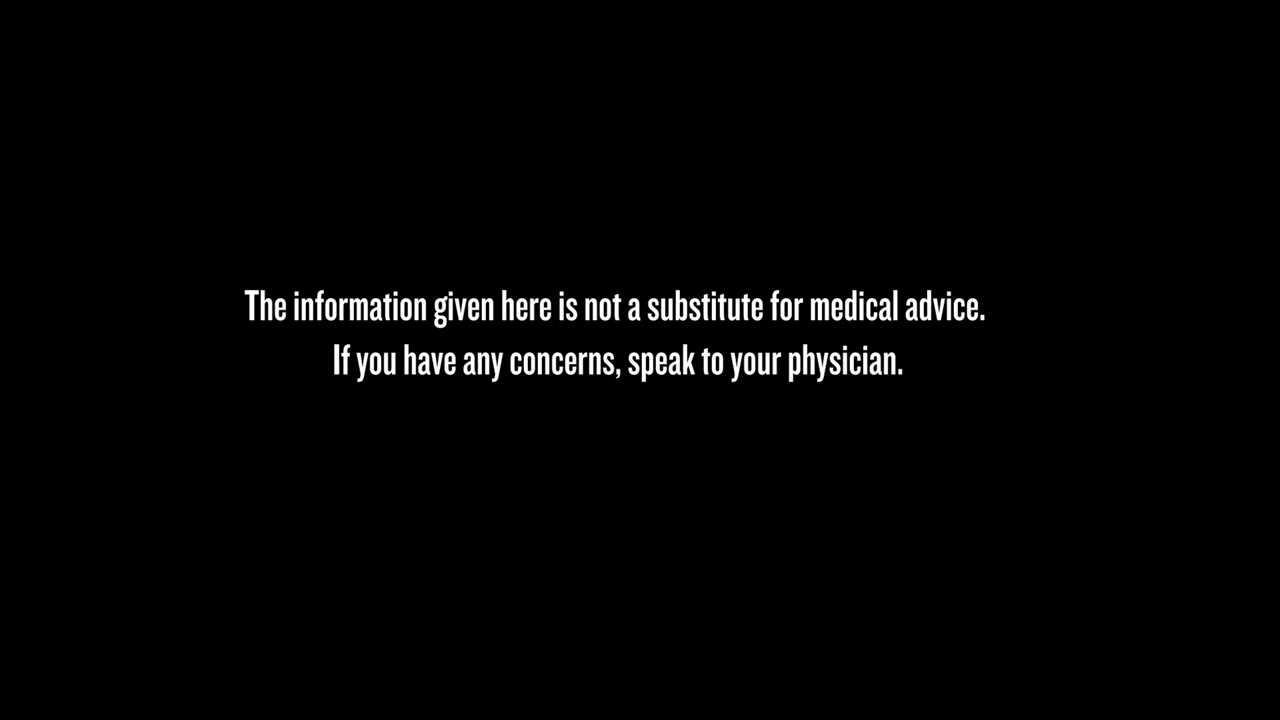 The information given here is not a substitute for medical advice.
If you have any concerns, speak to your physician.